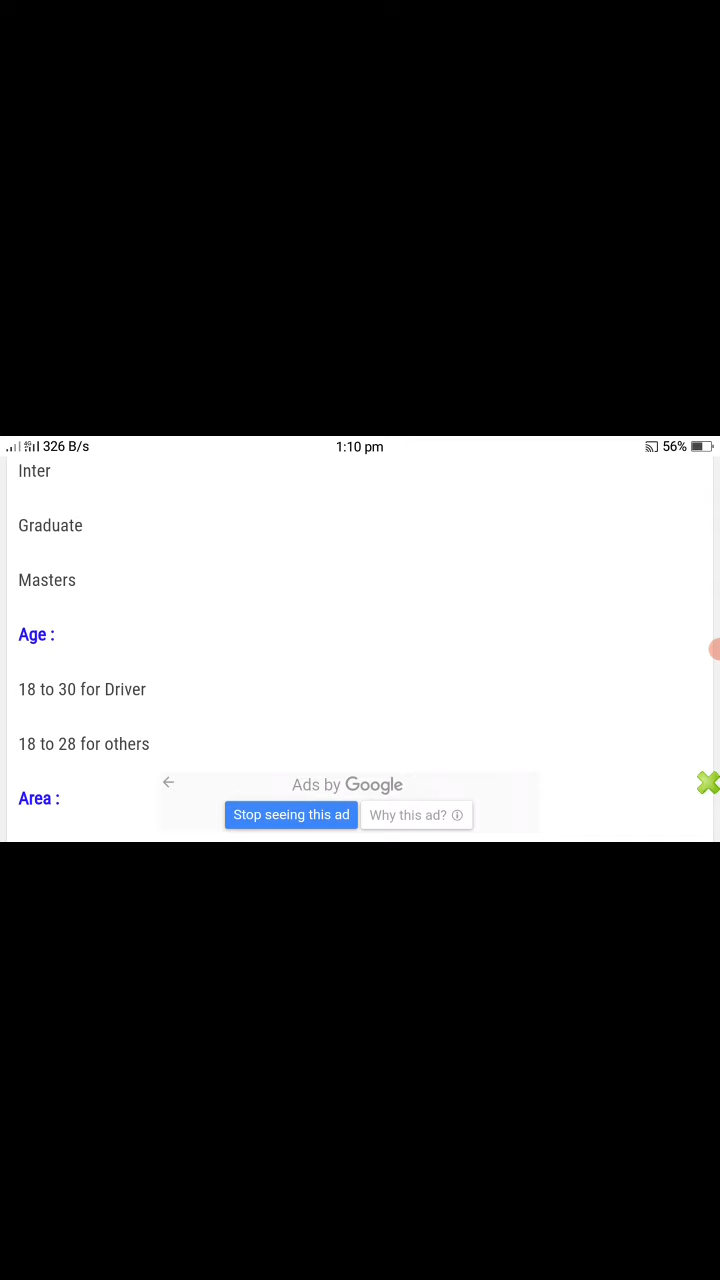 326 B/s 1:10 pm 56%
Inter
Graduate
Masters
Age :
18 to 30 for Driver
18 to 28 for others
Area :
Ads by Google
Stop seeing this ad Why this ad?